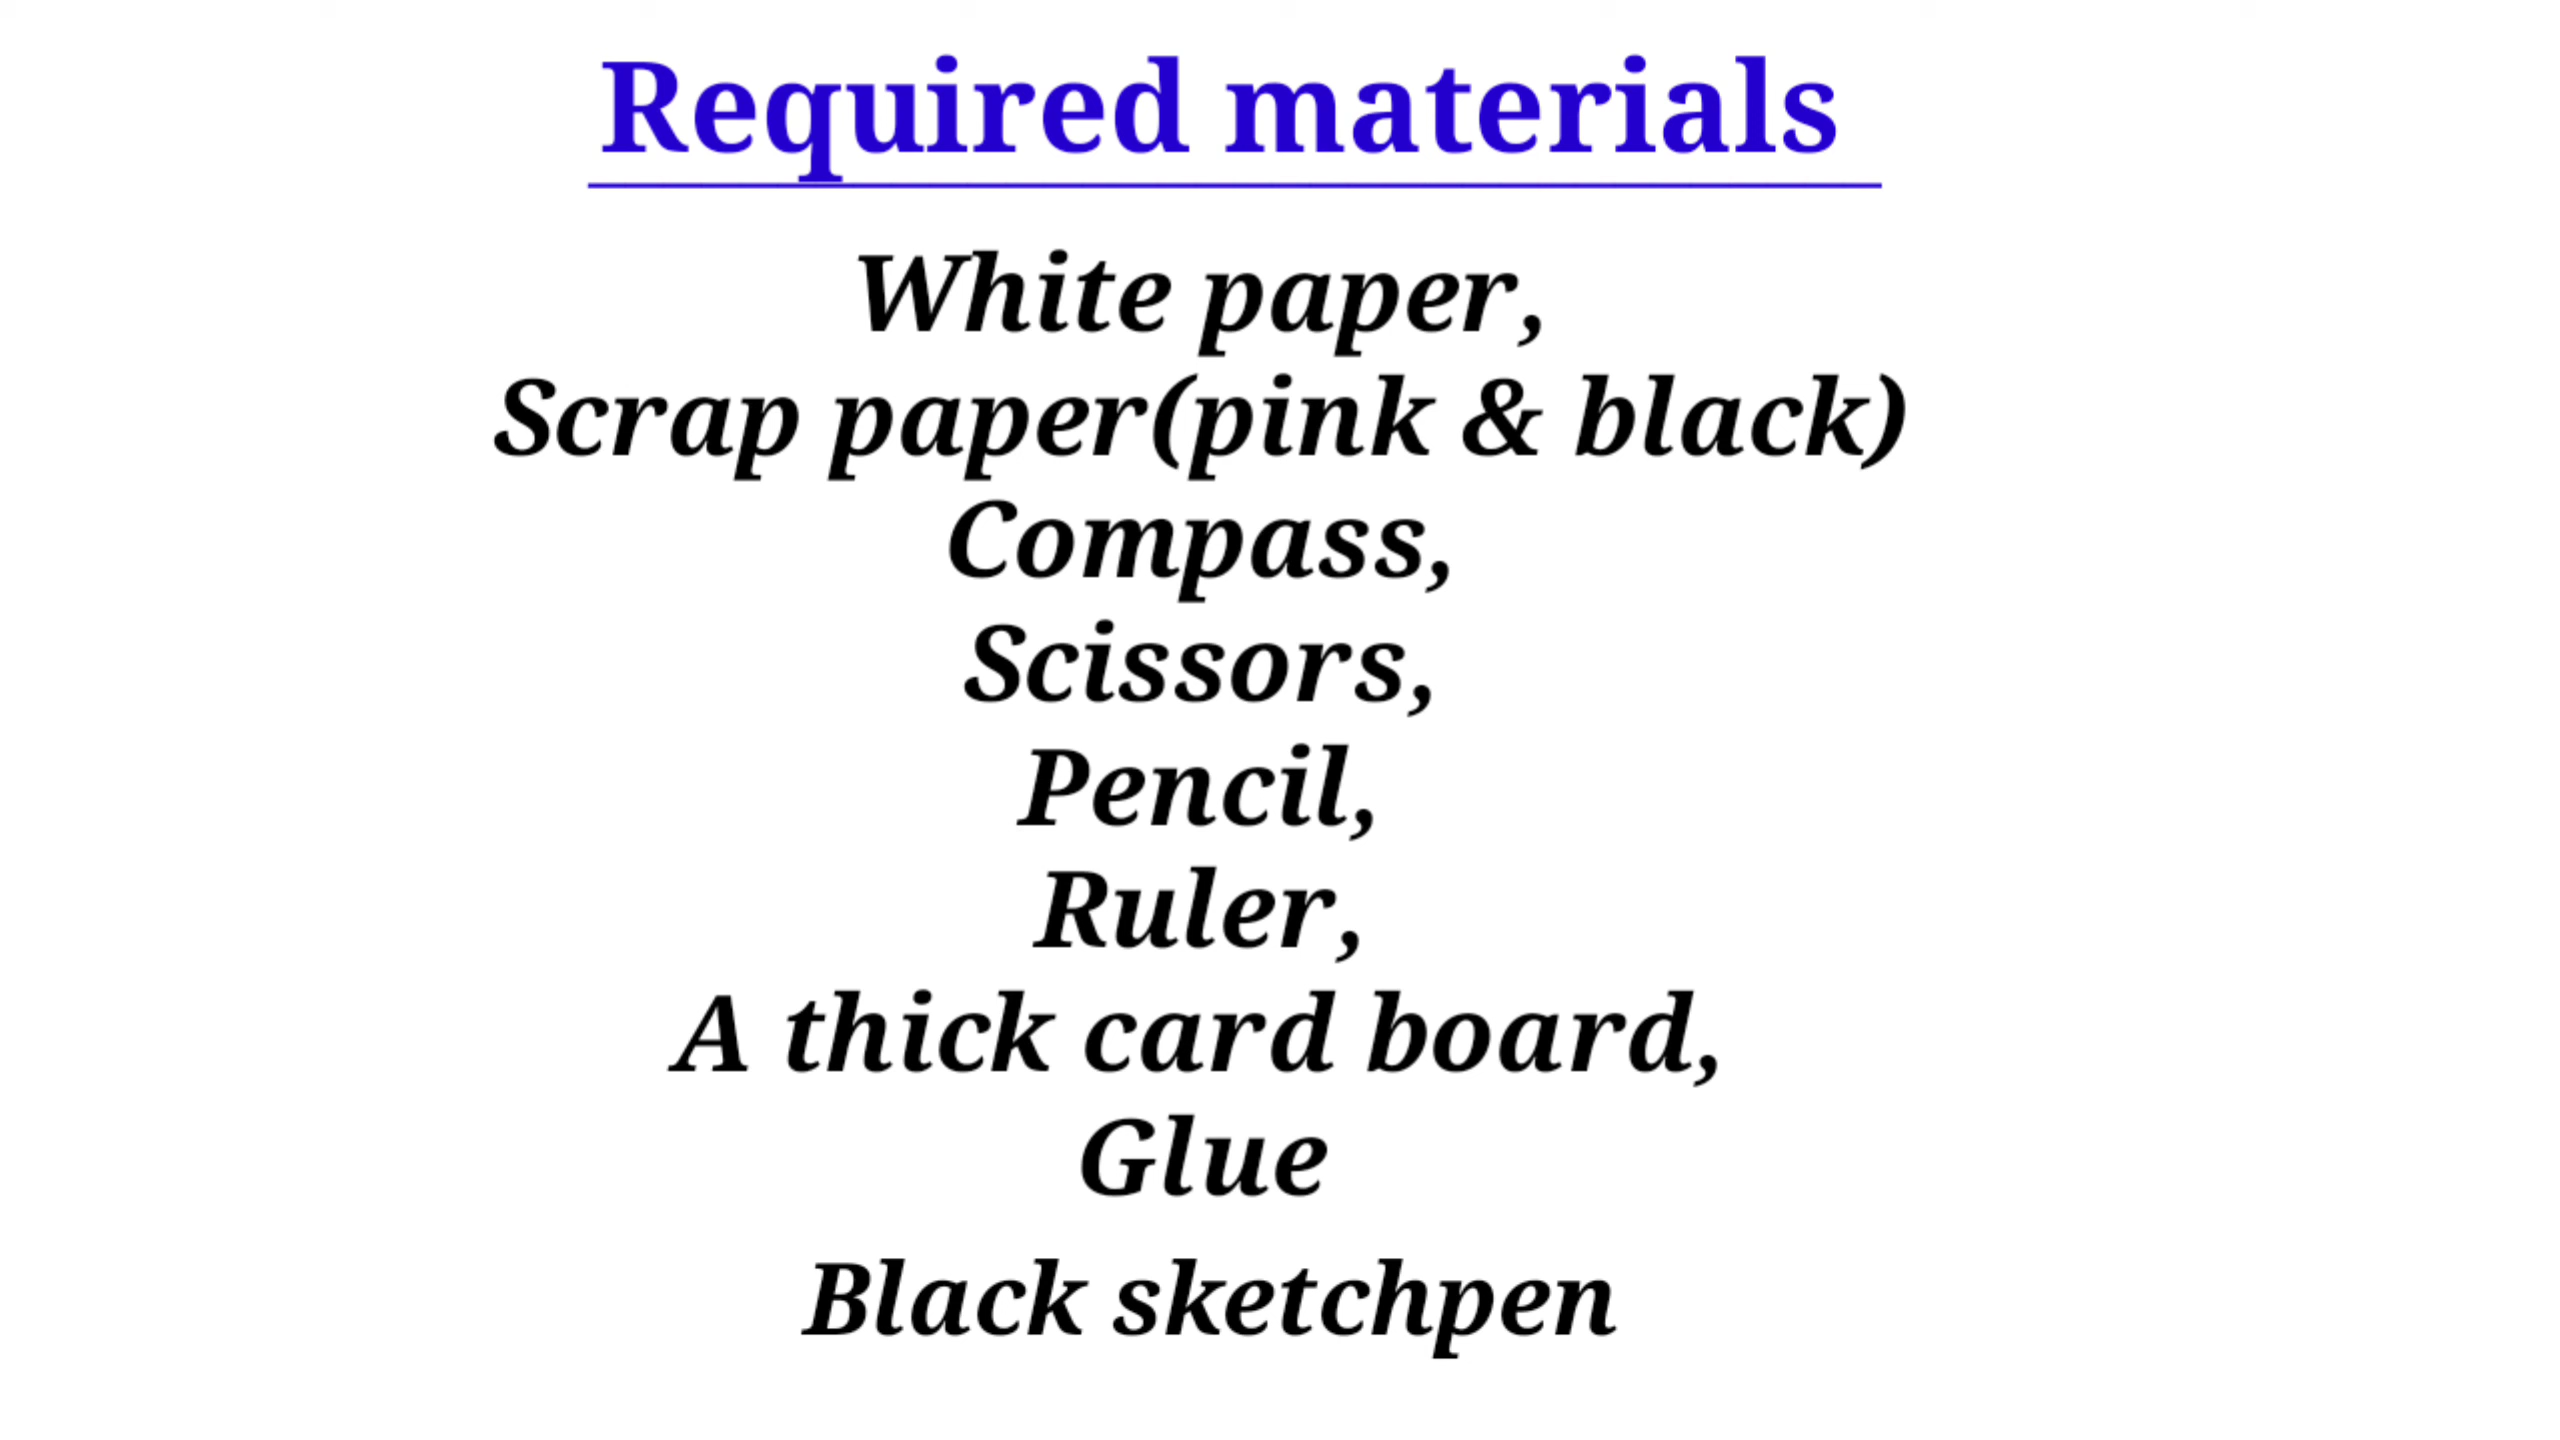 Required materials
White paper,
Scrap paper(pink & black)
Compass,
Scissors,
Pencil,
Ruler,
A thick card board,
Glue
Black sketchpen